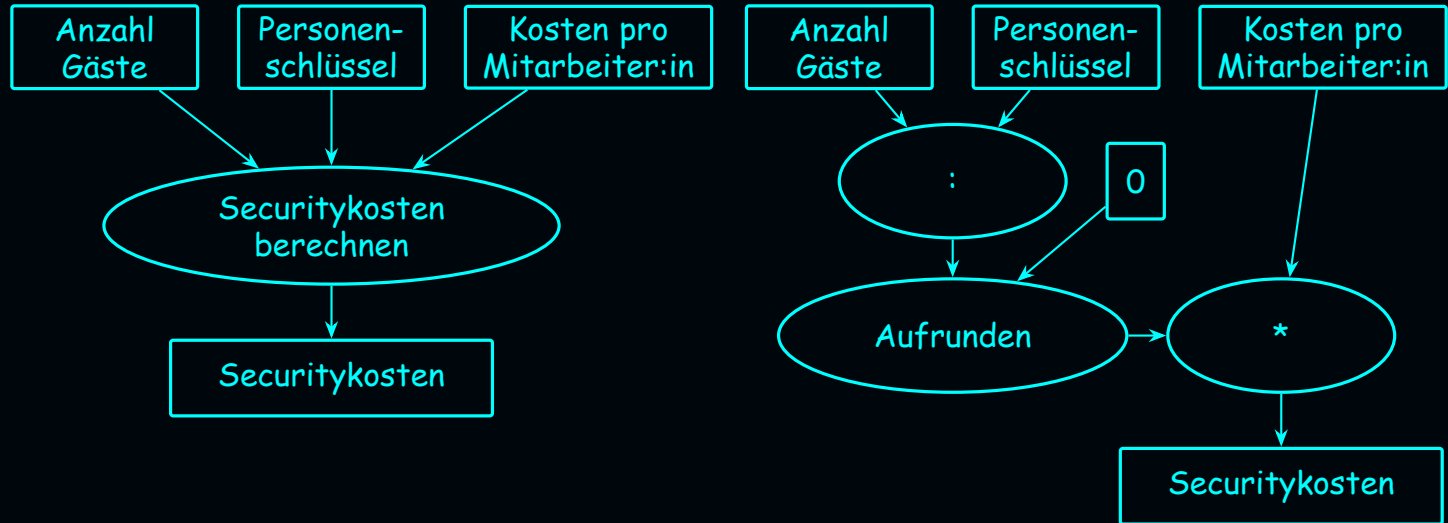 Anzahl
Gäste
Personen-
schlüssel
Kosten pro
Mitarbeiter:in
Securitykosten
berechnen
Securitykosten
Anzahl
Gäste
Personen-
schlüssel
Kosten pro
Mitarbeiter:in
:
0
Aufrunden
*
Securitykosten